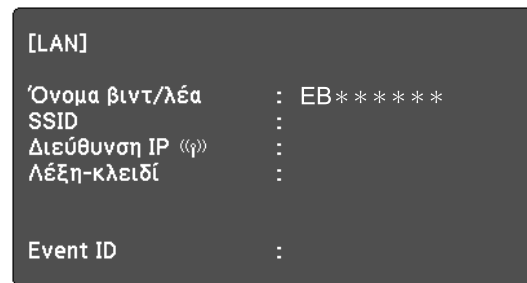 [LAN]
Όνομα βιντ/λέα : EB∗∗∗∗∗∗
SSID :
Διεύθυνση IP :
Λέξη-κλειδί :
Event ID :